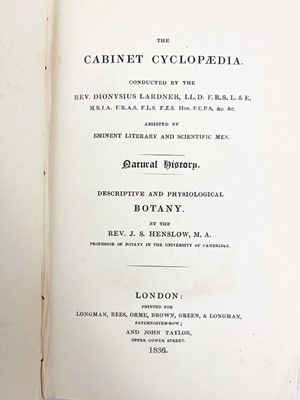 THE
CABINET CYCLOPÆDIA.
CONDUCTED BY THE
REV. DIONYSIUS LARDNER, LL.D. F.R.S. L. & E.
M.R.I.A. F.R.A.S. F.L.S. F.Z.S. Hon. F.C.P.S. &c. &c.
ASSISTED BY
EMINENT LITERARY AND SCIENTIFIC MEN.
Natural History.
DESCRIPTIVE AND PHYSIOLOGICAL
BOTANY.
BY THE
REV. J. S. HENSLOW, M. A.
PROFESSOR OF BOTANY IN THE UNIVERSITY OF CAMBRIDGE.
LONDON:
PRINTED FOR
LONGMAN, REES, ORME, BROWN, GREEN, & LONGMAN,
PATERNOSTER-ROW;
AND JOHN TAYLOR,
UPPER GOWER STREET.
1836.